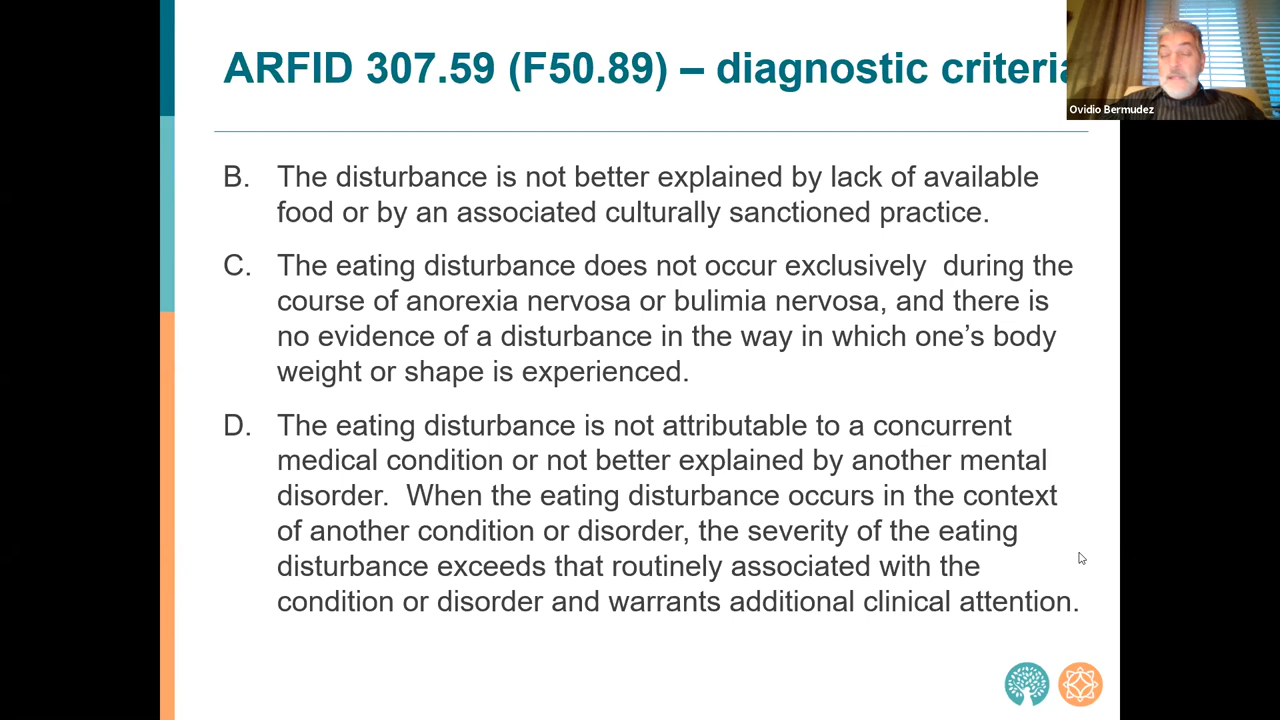 ARFID 307.59 (F50.89) – diagnostic criteria
Ovidio Bermudez
B. The disturbance is not better explained by lack of available
food or by an associated culturally sanctioned practice.
C. The eating disturbance does not occur exclusively  during the
course of anorexia nervosa or bulimia nervosa, and there is
no evidence of a disturbance in the way in which one’s body
weight or shape is experienced.
D. The eating disturbance is not attributable to a concurrent
medical condition or not better explained by another mental
disorder.  When the eating disturbance occurs in the context
of another condition or disorder, the severity of the eating
disturbance exceeds that routinely associated with the
condition or disorder and warrants additional clinical attention.